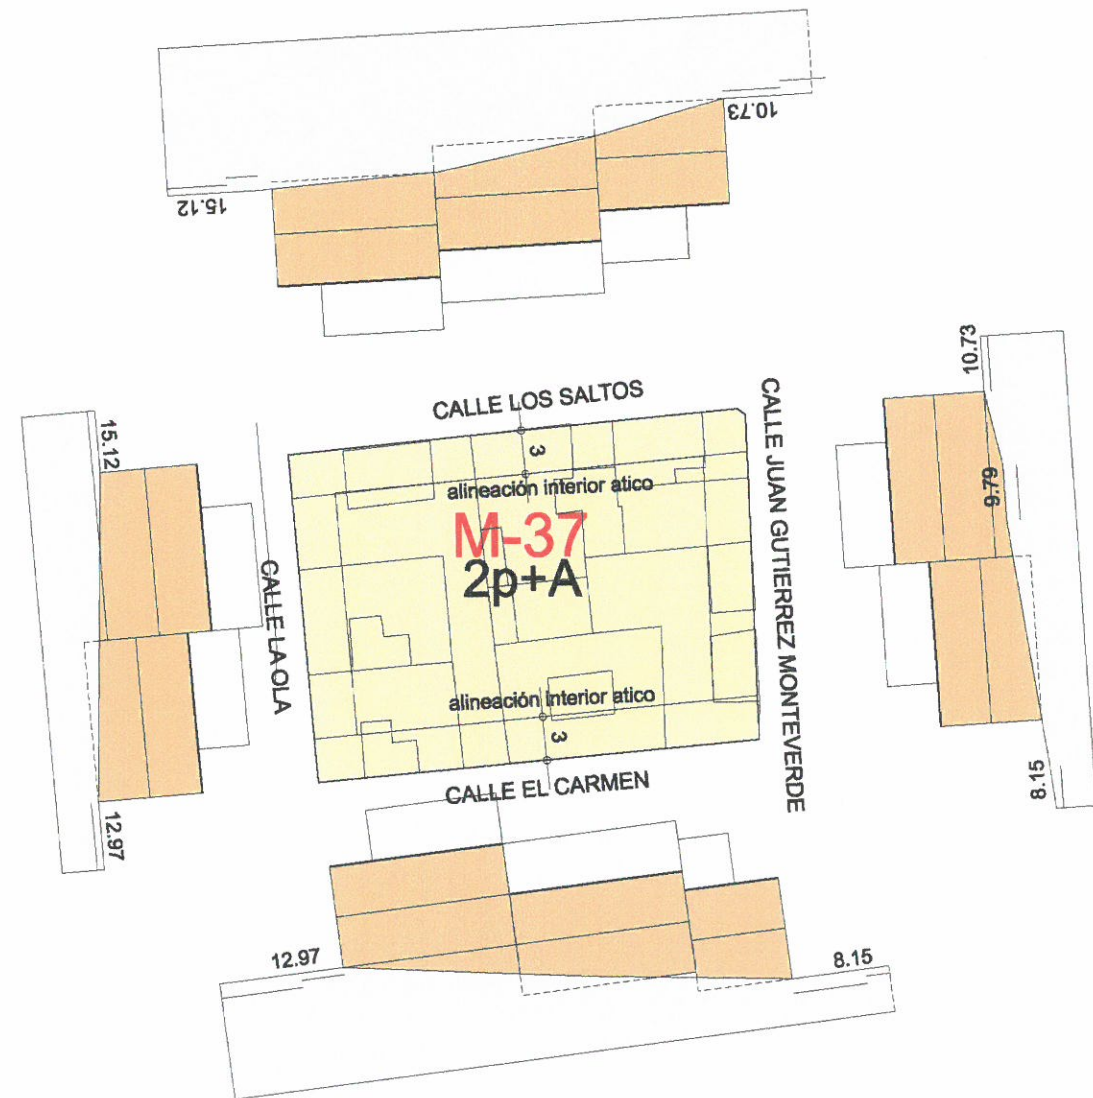 10.73
15.12
CALLE LOS SALTOS
10.73
15.12
3
CALLE JUAN GUTIERREZ MONTEVERDE
alineación interior atico
9.79
M-37
2p+A
CALLE LA OLA
alineación interior atico
3
8.15
CALLE EL CARMEN
12.97
12.97
8.15